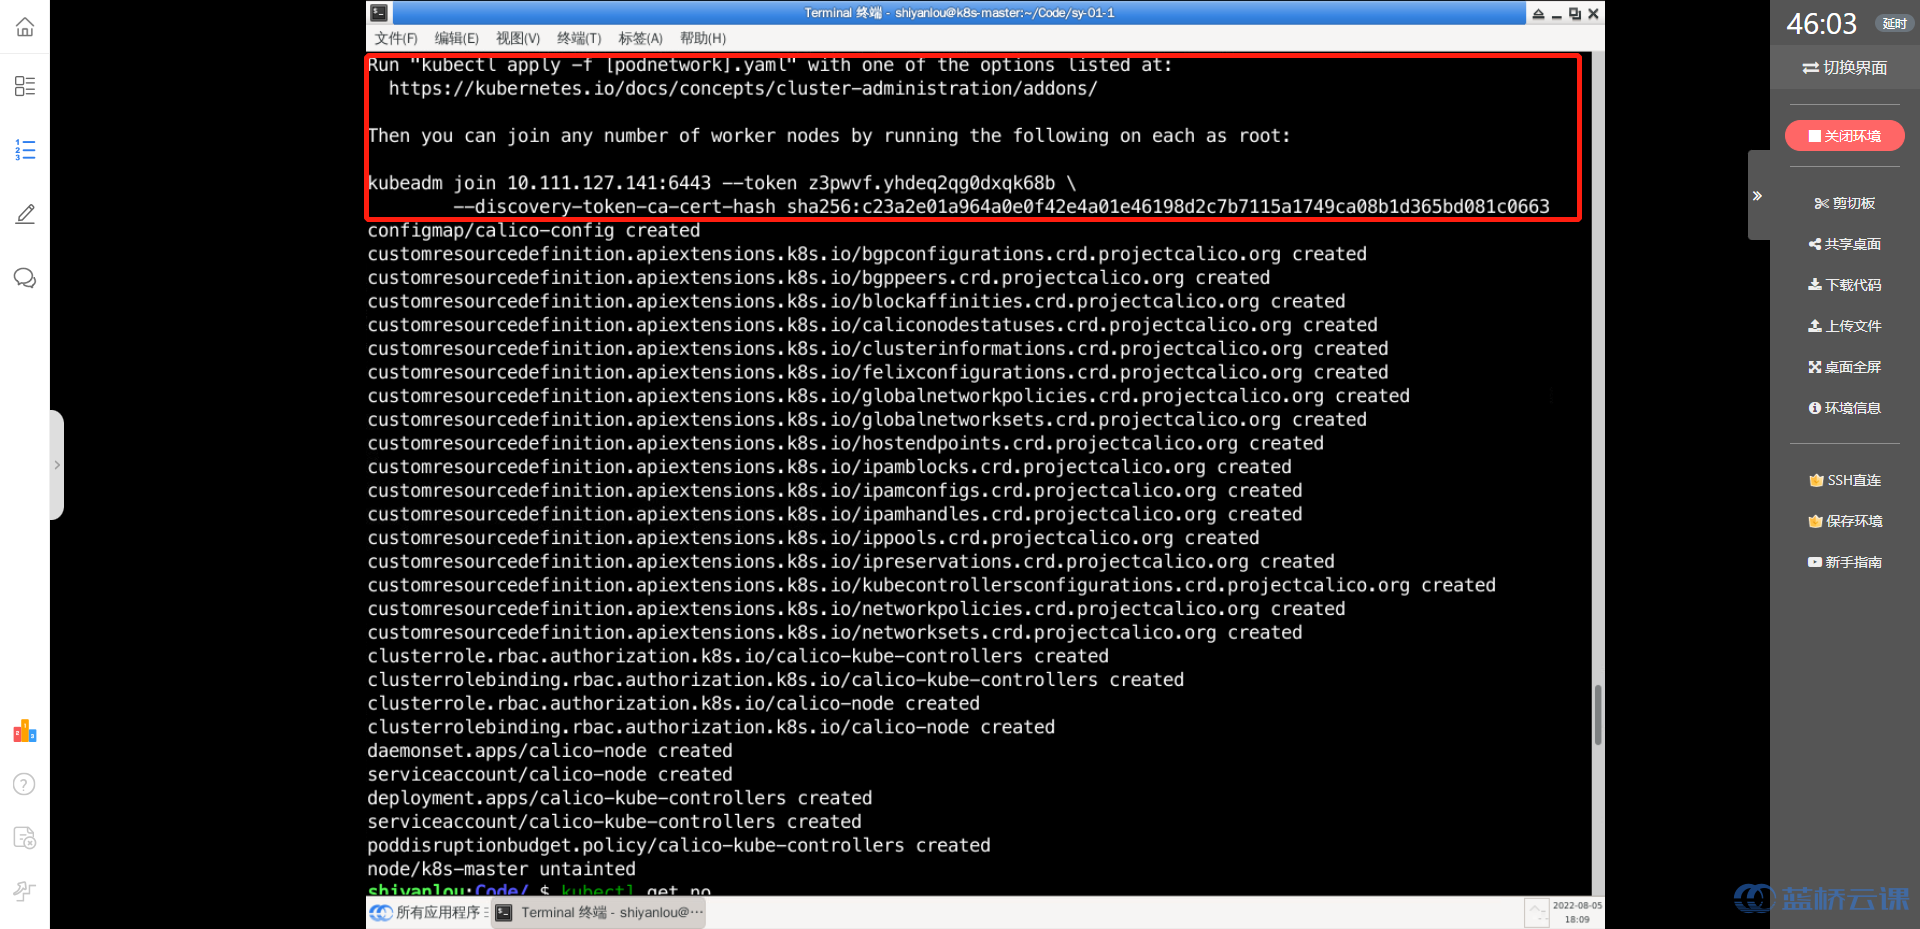 Terminal 终端 - shiyanlou@k8s-master:~/Code/sy-01-1
文件(F) 编辑(E) 视图(V) 终端(T) 标签(A) 帮助(H)
Run "kubectl apply -f [podnetwork].yaml" with one of the options listed at:
https://kubernetes.io/docs/concepts/cluster-administration/addons/
Then you can join any number of worker nodes by running the following on each as root:
kubeadm join 10.111.127.141:6443 --token z3pwvf.yhdeq2qg0dxqk68b \
--discovery-token-ca-cert-hash sha256:c23a2e01a964a0e0f42e4a01e46198d2c7b7115a1749ca08b1d365bd081c0663
configmap/calico-config created
customresourcedefinition.apiextensions.k8s.io/bgpconfigurations.crd.projectcalico.org created
customresourcedefinition.apiextensions.k8s.io/bgppeers.crd.projectcalico.org created
customresourcedefinition.apiextensions.k8s.io/blockaffinities.crd.projectcalico.org created
customresourcedefinition.apiextensions.k8s.io/caliconodestatuses.crd.projectcalico.org created
customresourcedefinition.apiextensions.k8s.io/clusterinformations.crd.projectcalico.org created
customresourcedefinition.apiextensions.k8s.io/felixconfigurations.crd.projectcalico.org created
customresourcedefinition.apiextensions.k8s.io/globalnetworkpolicies.crd.projectcalico.org created
customresourcedefinition.apiextensions.k8s.io/globalnetworksets.crd.projectcalico.org created
customresourcedefinition.apiextensions.k8s.io/hostendpoints.crd.projectcalico.org created
customresourcedefinition.apiextensions.k8s.io/ipamblocks.crd.projectcalico.org created
customresourcedefinition.apiextensions.k8s.io/ipamconfigs.crd.projectcalico.org created
customresourcedefinition.apiextensions.k8s.io/ipamhandles.crd.projectcalico.org created
customresourcedefinition.apiextensions.k8s.io/ippools.crd.projectcalico.org created
customresourcedefinition.apiextensions.k8s.io/ipreservations.crd.projectcalico.org created
customresourcedefinition.apiextensions.k8s.io/kubecontrollersconfigurations.crd.projectcalico.org created
customresourcedefinition.apiextensions.k8s.io/networkpolicies.crd.projectcalico.org created
customresourcedefinition.apiextensions.k8s.io/networksets.crd.projectcalico.org created
clusterrole.rbac.authorization.k8s.io/calico-kube-controllers created
clusterrolebinding.rbac.authorization.k8s.io/calico-kube-controllers created
clusterrole.rbac.authorization.k8s.io/calico-node created
clusterrolebinding.rbac.authorization.k8s.io/calico-node created
daemonset.apps/calico-node created
serviceaccount/calico-node created
deployment.apps/calico-kube-controllers created
serviceaccount/calico-kube-controllers created
poddisruptionbudget.policy/calico-kube-controllers created
node/k8s-master untainted
shiyanlou:Code/ $ kubectl get no
所有应用程序 Terminal 终端 - shiyanlou@···
2022-08-05
18:09
46:03 延时
切换界面
关闭环境
剪切板
共享桌面
下载代码
上传文件
桌面全屏
环境信息
SSH直连
保存环境
新手指南
蓝桥云课